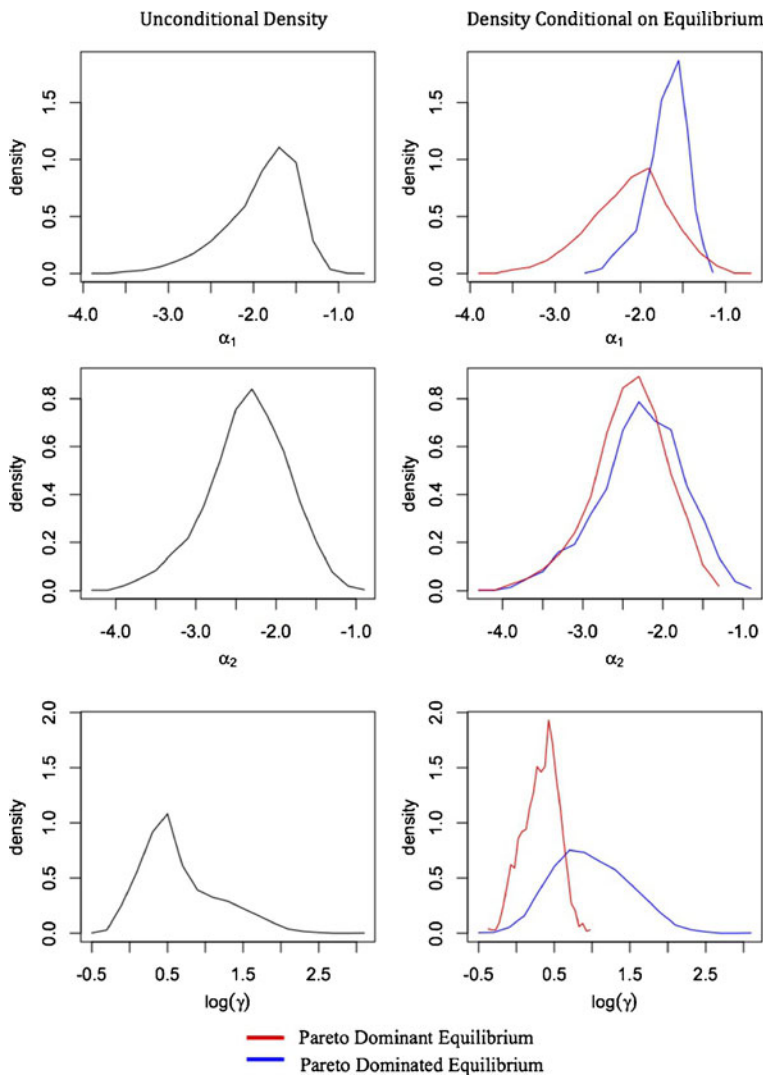 Unconditional Density
Density Conditional on Equilibrium
density
0.0 0.5 1.0 1.5
-4.0 -3.0 -2.0 -1.0
α1
density
0.0 0.5 1.0 1.5
-4.0 -3.0 -2.0 -1.0
α1
density
0.0 0.2 0.4 0.6 0.8
-4.0 -3.0 -2.0 -1.0
α2
density
0.0 0.2 0.4 0.6 0.8
-4.0 -3.0 -2.0 -1.0
α2
density
0.0 0.5 1.0 1.5 2.0
-0.5 0.5 1.5 2.5
log(γ)
density
0.0 0.5 1.0 1.5 2.0
-0.5 0.5 1.5 2.5
log(γ)
Pareto Dominant Equilibrium
Pareto Dominated Equilibrium